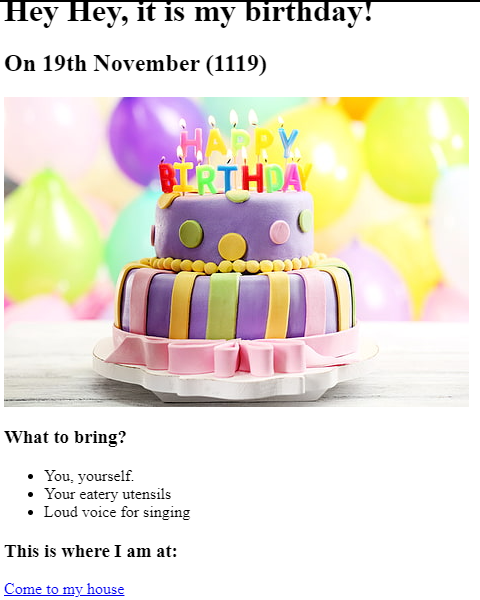 Hey Hey, it is my birthday!
On 19th November (1119)
HAPPY
BIRTHDAY
What to bring?
You, yourself.
Your eatery utensils
Loud voice for singing
This is where I am at:
Come to my house